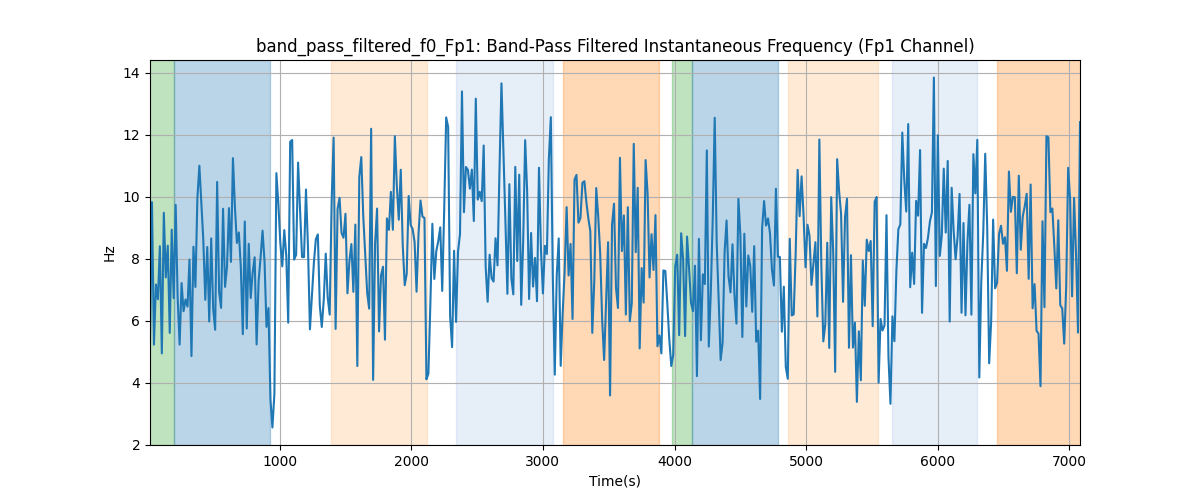 band_pass_filtered_f0_Fp1: Band-Pass Filtered Instantaneous Frequency (Fp1 Channel)
14
12
10
8
6
4
2
Hz
1000 2000 3000 4000 5000 6000 7000
Time(s)